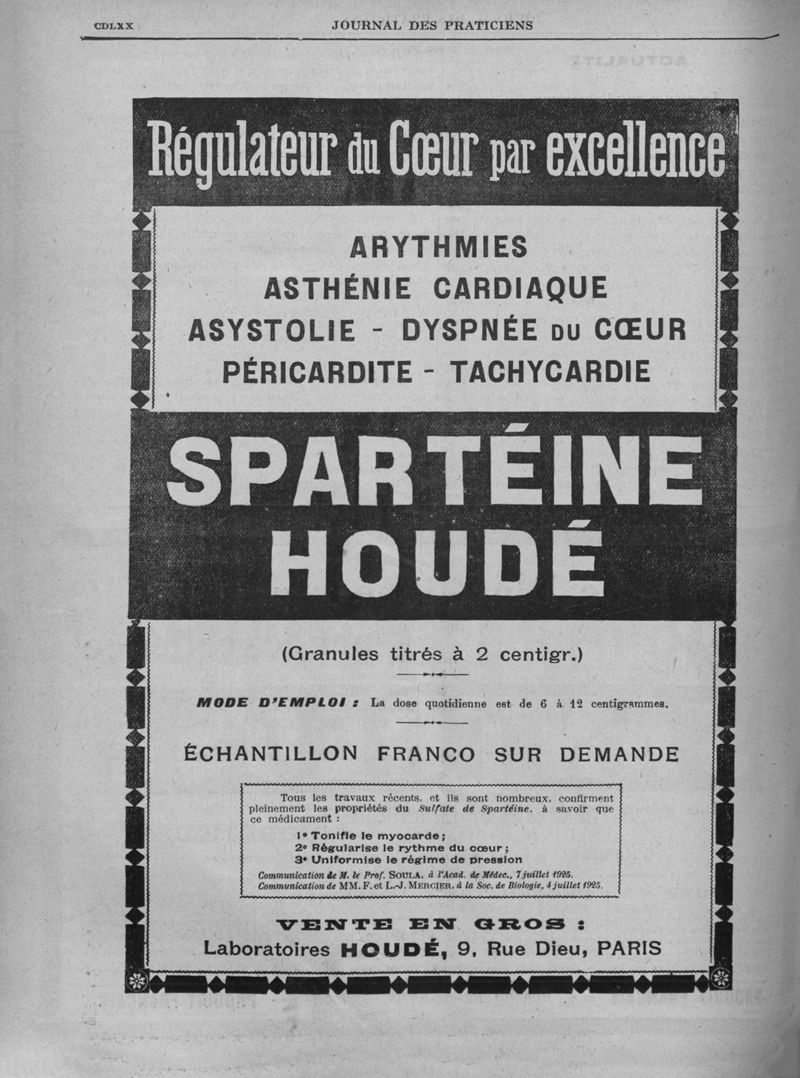 CDLXX
JOURNAL DES PRATICIENS
Régulateur du Cœur par excellence
ARYTHMIES
ASTHÉNIE CARDIAQUE
ASYSTOLIE - DYSPNÉE DU CŒUR
PÉRICARDITE - TACHYCARDIE
SPARTÉINE
HOUDÉ
(Granules titrés à 2 centigr.)
MODE D'EMPLOI : La dose quotidienne est de 6 à 12 centigrammes.
ÉCHANTILLON FRANCO SUR DEMANDE
Tous les travaux récents, et ils sont nombreux, confirment
pleinement les propriétés du Sulfate de Spartéine, à savoir que
ce médicament :
1° Tonifie le myocarde ;
2° Régularise le rythme du cœur ;
3° Uniformise le régime de pression
Communication de M. le Prof. SOULA, à l'Acad. de Médec., 7 juillet 1925.
Communication de MM. F. et L.-J. MERCIER, à la Soc. de Biologie, 4 juillet 1925.
VENTE EN GROS :
Laboratoires HOUDÉ, 9, Rue Dieu, PARIS